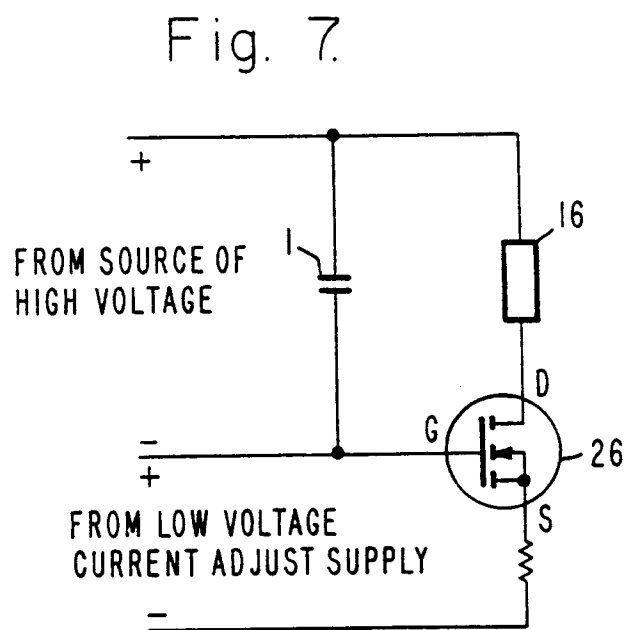 Fig. 7.
+
1
16
FROM SOURCE OF
HIGH VOLTAGE
D
G
26
−
+
S
FROM LOW VOLTAGE
CURRENT ADJUST SUPPLY
−